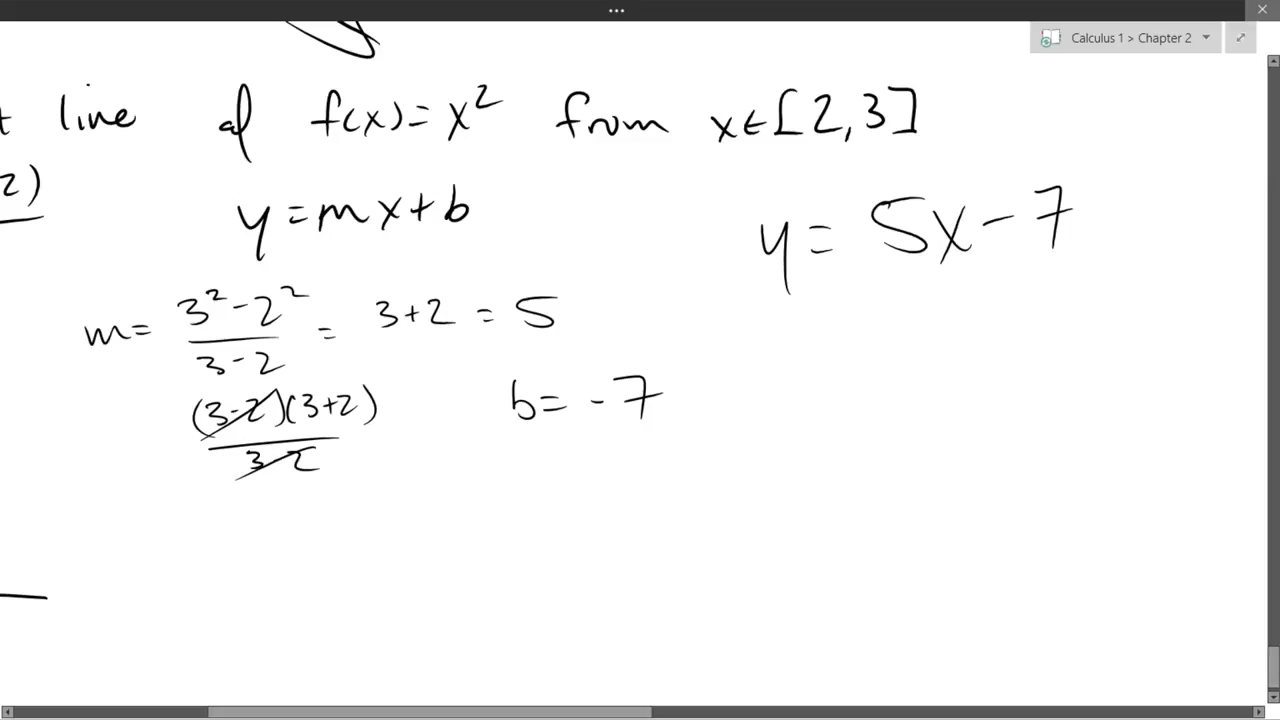 Calculus 1 > Chapter 2
t line of f(x)=x² from x∈[2,3]
2)
y=mx+b
y= 5x-7
m= 3²-2² / 3-2 = 3+2 = 5
(3-2)(3+2) / 3-2
b= -7